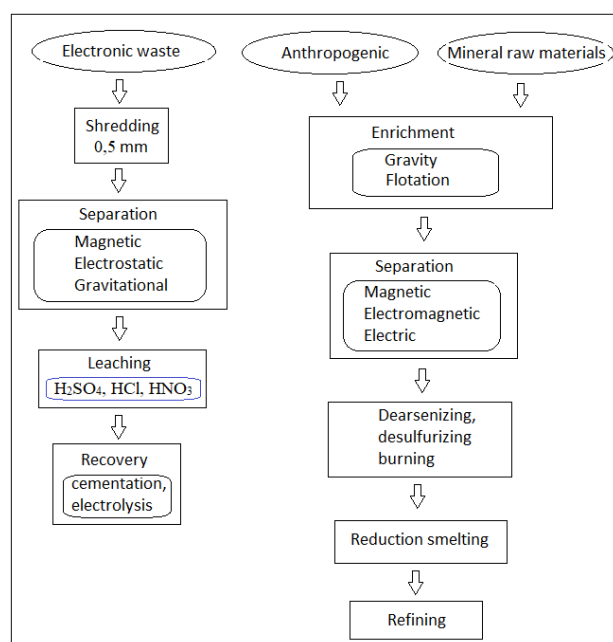 Electronic waste
Shredding
0,5 mm
Separation
Magnetic
Electrostatic
Gravitational
Leaching
H₂SO₄, HCl, HNO₃
Recovery
cementation,
electrolysis
Anthropogenic
Mineral raw materials
Enrichment
Gravity
Flotation
Separation
Magnetic
Electromagnetic
Electric
Dearsenizing,
desulfurizing
burning
Reduction smelting
Refining